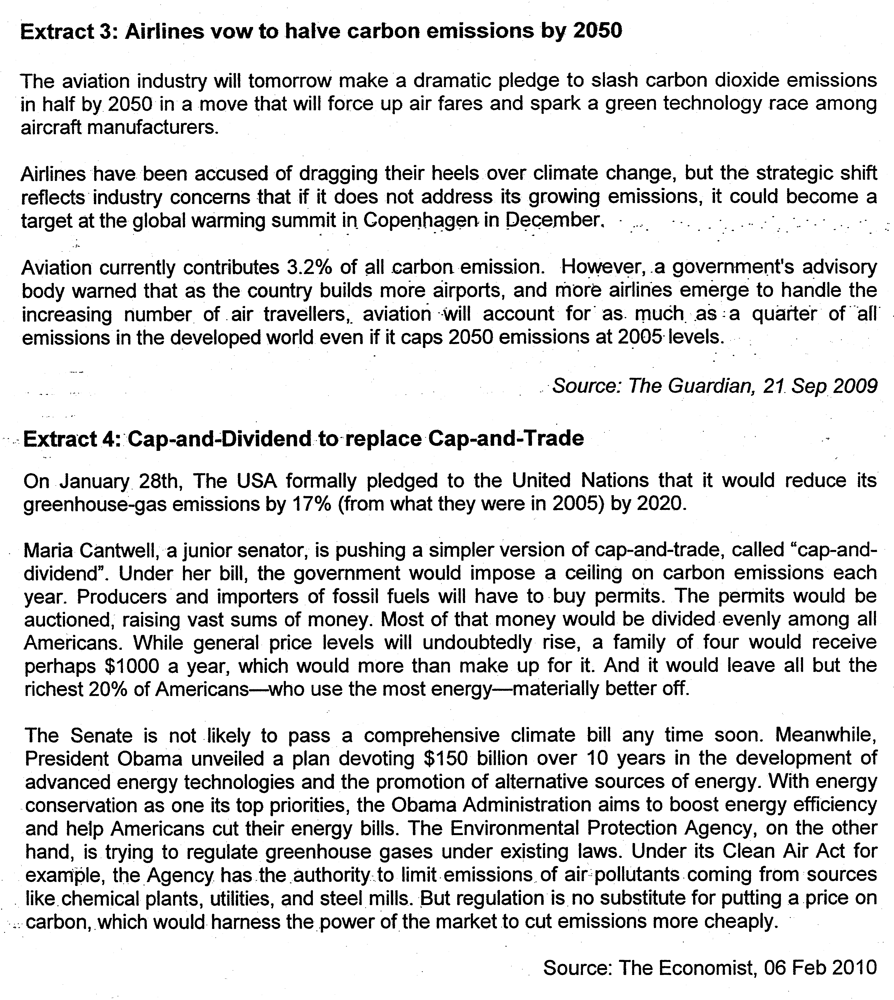 Extract 3: Airlines vow to halve carbon emissions by 2050
The aviation industry will tomorrow make a dramatic pledge to slash carbon dioxide emissions
in half by 2050 in a move that will force up air fares and spark a green technology race among
aircraft manufacturers.
Airlines have been accused of dragging their heels over climate change, but the strategic shift
reflects industry concerns that if it does not address its growing emissions, it could become a
target at the global warming summit in Copenhagen in December.
Aviation currently contributes 3.2% of all carbon emission. However, a government's advisory
body warned that as the country builds more airports, and more airlines emerge to handle the
increasing number of air travellers, aviation will account for as much as a quarter of all
emissions in the developed world even if it caps 2050 emissions at 2005 levels.
Source: The Guardian, 21 Sep 2009
Extract 4: Cap-and-Dividend to replace Cap-and-Trade
On January 28th, The USA formally pledged to the United Nations that it would reduce its
greenhouse-gas emissions by 17% (from what they were in 2005) by 2020.
Maria Cantwell, a junior senator, is pushing a simpler version of cap-and-trade, called “cap-and-
dividend”. Under her bill, the government would impose a ceiling on carbon emissions each
year. Producers and importers of fossil fuels will have to buy permits. The permits would be
auctioned, raising vast sums of money. Most of that money would be divided evenly among all
Americans. While general price levels will undoubtedly rise, a family of four would receive
perhaps $1000 a year, which would more than make up for it. And it would leave all but the
richest 20% of Americans—who use the most energy—materially better off.
The Senate is not likely to pass a comprehensive climate bill any time soon. Meanwhile,
President Obama unveiled a plan devoting $150 billion over 10 years in the development of
advanced energy technologies and the promotion of alternative sources of energy. With energy
conservation as one its top priorities, the Obama Administration aims to boost energy efficiency
and help Americans cut their energy bills. The Environmental Protection Agency, on the other
hand, is trying to regulate greenhouse gases under existing laws. Under its Clean Air Act for
example, the Agency has the authority to limit emissions of air pollutants coming from sources
like chemical plants, utilities, and steel mills. But regulation is no substitute for putting a price on
carbon, which would harness the power of the market to cut emissions more cheaply.
Source: The Economist, 06 Feb 2010